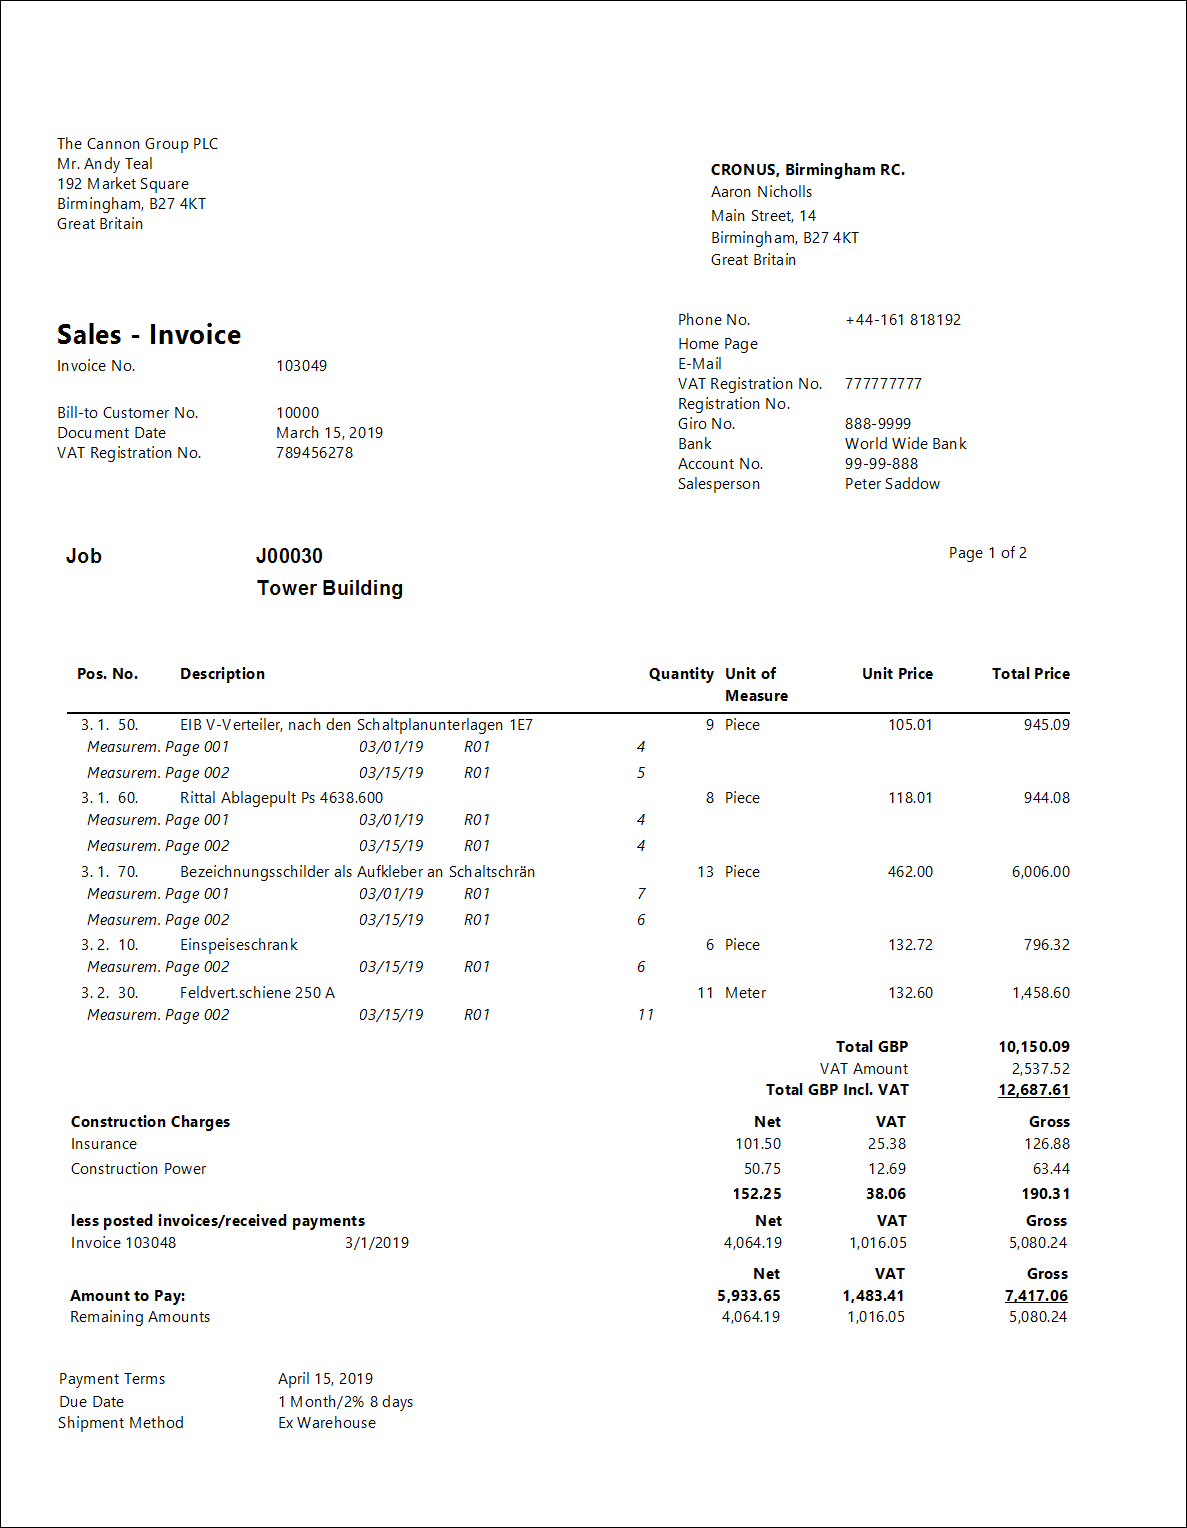 The Cannon Group PLC
Mr. Andy Teal
192 Market Square
Birmingham, B27 4KT
Great Britain
CRONUS, Birmingham RC.
Aaron Nicholls
Main Street, 14
Birmingham, B27 4KT
Great Britain
Sales - Invoice
Invoice No. 103049
Bill-to Customer No. 10000
Document Date March 15, 2019
VAT Registration No. 789456278
Phone No. +44-161 818192
Home Page
E-Mail
VAT Registration No. 777777777
Registration No.
Giro No. 888-9999
Bank World Wide Bank
Account No. 99-99-888
Salesperson Peter Saddow
Job J00030
Tower Building
Page 1 of 2
Pos. No. Description Quantity Unit of Measure Unit Price Total Price
3. 1. 50. EIB V-Verteiler, nach den Schaltplanunterlagen 1E7 9 Piece 105.01 945.09
Measurem. Page 001 03/01/19 R01 4
Measurem. Page 002 03/15/19 R01 5
3. 1. 60. Rittal Ablagepult Ps 4638.600 8 Piece 118.01 944.08
Measurem. Page 001 03/01/19 R01 4
Measurem. Page 002 03/15/19 R01 4
3. 1. 70. Bezeichnungsschilder als Aufkleber an Schaltschrän 13 Piece 462.00 6,006.00
Measurem. Page 001 03/01/19 R01 7
Measurem. Page 002 03/15/19 R01 6
3. 2. 10. Einspeiseschrank 6 Piece 132.72 796.32
Measurem. Page 002 03/15/19 R01 6
3. 2. 30. Feldvert.schiene 250 A 11 Meter 132.60 1,458.60
Measurem. Page 002 03/15/19 R01 11
Total GBP 10,150.09
VAT Amount 2,537.52
Total GBP Incl. VAT 12,687.61
Construction Charges Net VAT Gross
Insurance 101.50 25.38 126.88
Construction Power 50.75 12.69 63.44
152.25 38.06 190.31
less posted invoices/received payments Net VAT Gross
Invoice 103048 3/1/2019 4,064.19 1,016.05 5,080.24
Net VAT Gross
Amount to Pay: 5,933.65 1,483.41 7,417.06
Remaining Amounts 4,064.19 1,016.05 5,080.24
Payment Terms April 15, 2019
Due Date 1 Month/2% 8 days
Shipment Method Ex Warehouse